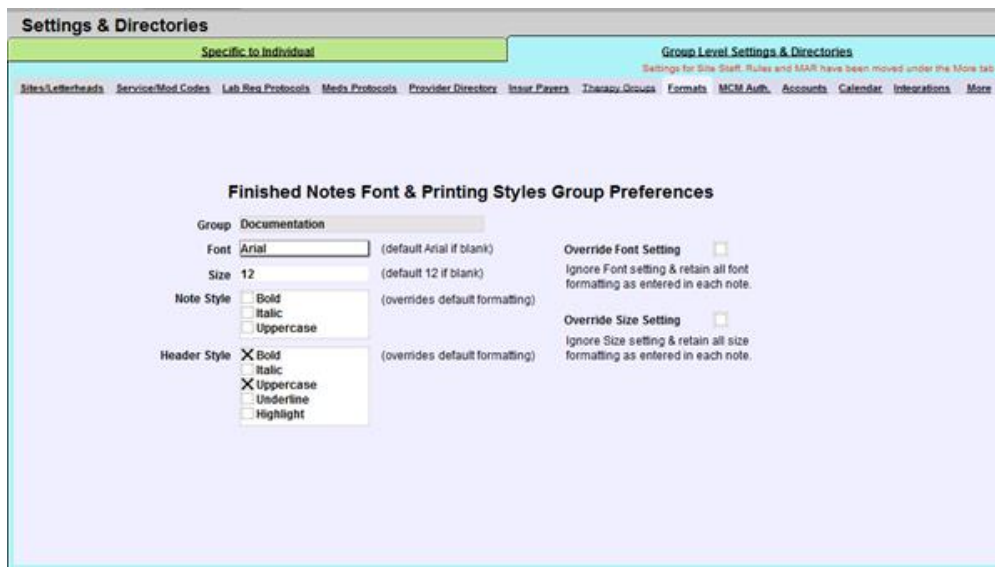 Settings & Directories
Specific to Individual
Group Level Settings & Directories
Settings for Site Staff, Rules and MAR have been moved under the More tab
Sites/Letterheads Service/Mod Codes Lab Req Protocols Meds Protocols Provider Directory Insur Payers Therapy Groups Formats MCM Auth. Accounts Calendar Integrations More
Finished Notes Font & Printing Styles Group Preferences
Group Documentation
Font Arial (default Arial if blank)
Size 12 (default 12 if blank)
Note Style Bold (overrides default formatting)
Italic
Uppercase
Header Style Bold (overrides default formatting)
Italic
Uppercase
Underline
Highlight
Override Font Setting
Ignore Font setting & retain all font
formatting as entered in each note.
Override Size Setting
Ignore Size setting & retain all size
formatting as entered in each note.